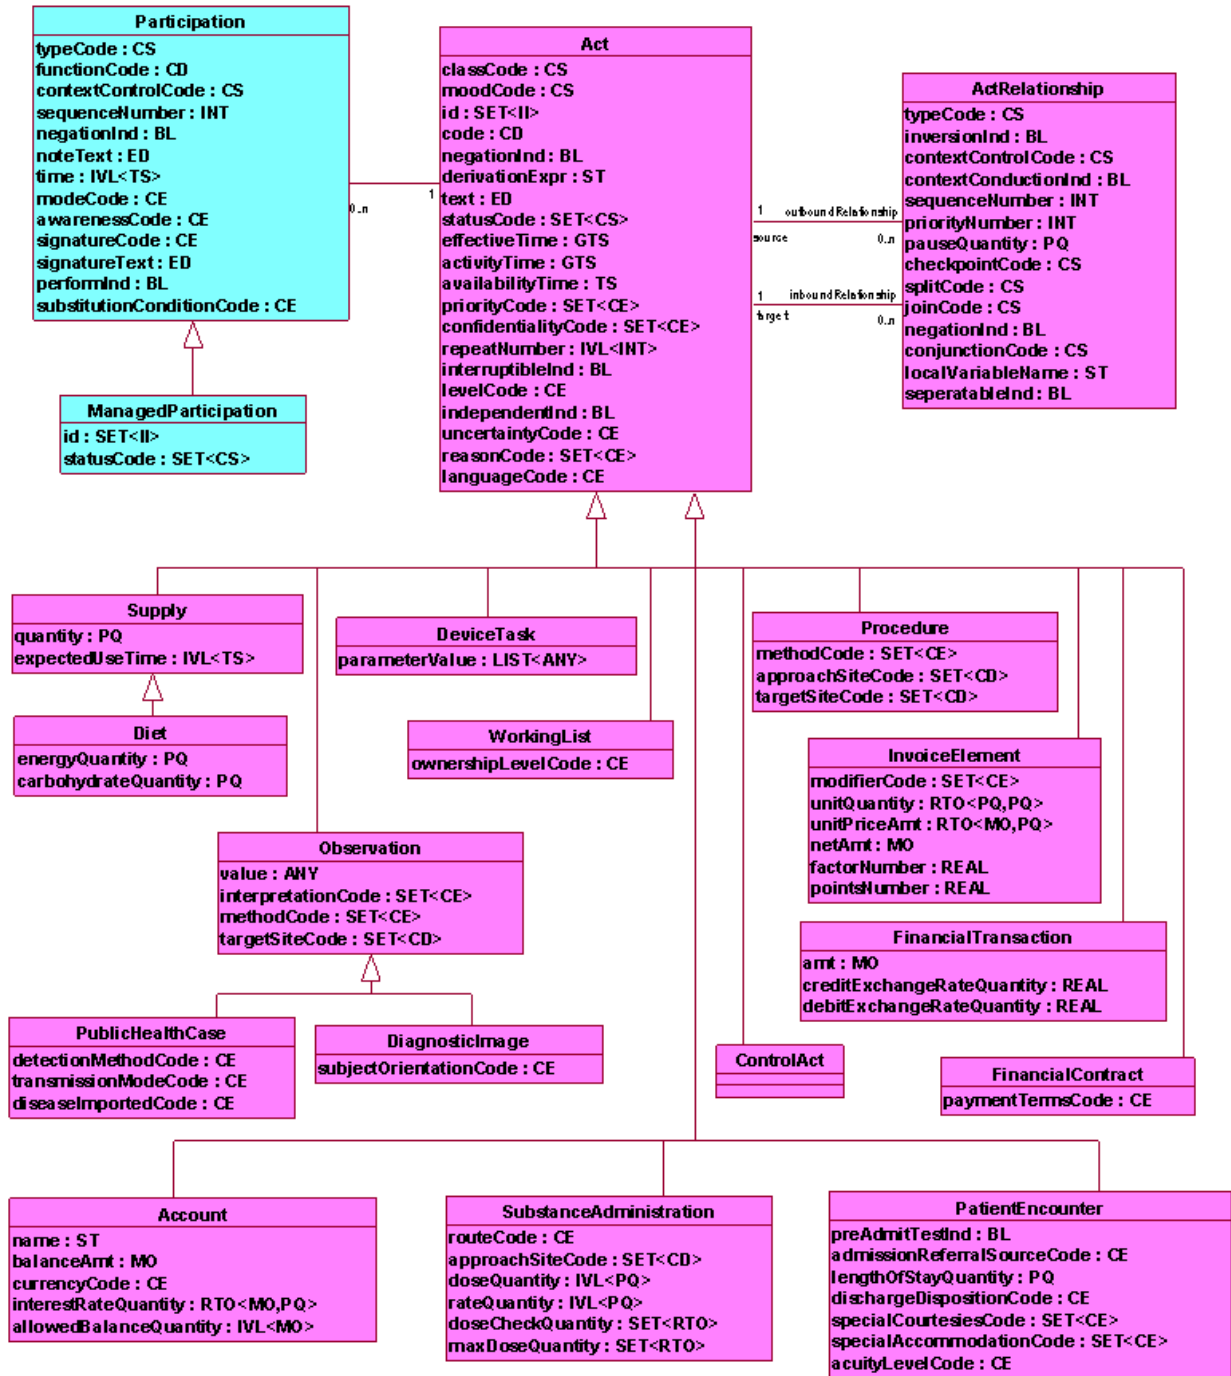 Participation
typeCode : CS
functionCode : CD
contextControlCode : CS
sequenceNumber : INT
negationInd : BL
noteText : ED
time : IVL<TS>
modeCode : CE
awarenessCode : CE
signatureCode : CE
signatureText : ED
performInd : BL
substitutionConditionCode : CE
ManagedParticipation
id : SET<II>
statusCode : SET<CS>
0..n
1
Act
classCode : CS
moodCode : CS
id : SET<II>
code : CD
negationInd : BL
derivationExpr : ST
text : ED
statusCode : SET<CS>
effectiveTime : GTS
activityTime : GTS
availabilityTime : TS
priorityCode : SET<CE>
confidentialityCode : SET<CE>
repeatNumber : IVL<INT>
interruptibleInd : BL
levelCode : CE
independentInd : BL
uncertaintyCode : CE
reasonCode : SET<CE>
languageCode : CE
1 outboundRelationship
source 0..n
1 inboundRelationship
target 0..n
ActRelationship
typeCode : CS
inversionInd : BL
contextControlCode : CS
contextConductionInd : BL
sequenceNumber : INT
priorityNumber : INT
pauseQuantity : PQ
checkpointCode : CS
splitCode : CS
joinCode : CS
negationInd : BL
conjunctionCode : CS
localVariableName : ST
seperatableInd : BL
Supply
quantity : PQ
expectedUseTime : IVL<TS>
Diet
energyQuantity : PQ
carbohydrateQuantity : PQ
DeviceTask
parameterValue : LIST<ANY>
WorkingList
ownershipLevelCode : CE
Procedure
methodCode : SET<CE>
approachSiteCode : SET<CD>
targetSiteCode : SET<CD>
InvoiceElement
modifierCode : SET<CE>
unitQuantity : RTO<PQ,PQ>
unitPriceAmt : RTO<MO,PQ>
netAmt : MO
factorNumber : REAL
pointsNumber : REAL
Observation
value : ANY
interpretationCode : SET<CE>
methodCode : SET<CE>
targetSiteCode : SET<CD>
FinancialTransaction
amt : MO
creditExchangeRateQuantity : REAL
debitExchangeRateQuantity : REAL
PublicHealthCase
detectionMethodCode : CE
transmissionModeCode : CE
diseaseImportedCode : CE
DiagnosticImage
subjectOrientationCode : CE
ControlAct
FinancialContract
paymentTermsCode : CE
Account
name : ST
balanceAmt : MO
currencyCode : CE
interestRateQuantity : RTO<MO,PQ>
allowedBalanceQuantity : IVL<MO>
SubstanceAdministration
routeCode : CE
approachSiteCode : SET<CD>
doseQuantity : IVL<PQ>
rateQuantity : IVL<PQ>
doseCheckQuantity : SET<RTO>
maxDoseQuantity : SET<RTO>
PatientEncounter
preAdmitTestInd : BL
admissionReferralSourceCode : CE
lengthOfStayQuantity : PQ
dischargeDispositionCode : CE
specialCourtesiesCode : SET<CE>
specialAccommodationCode : SET<CE>
acuityLevelCode : CE